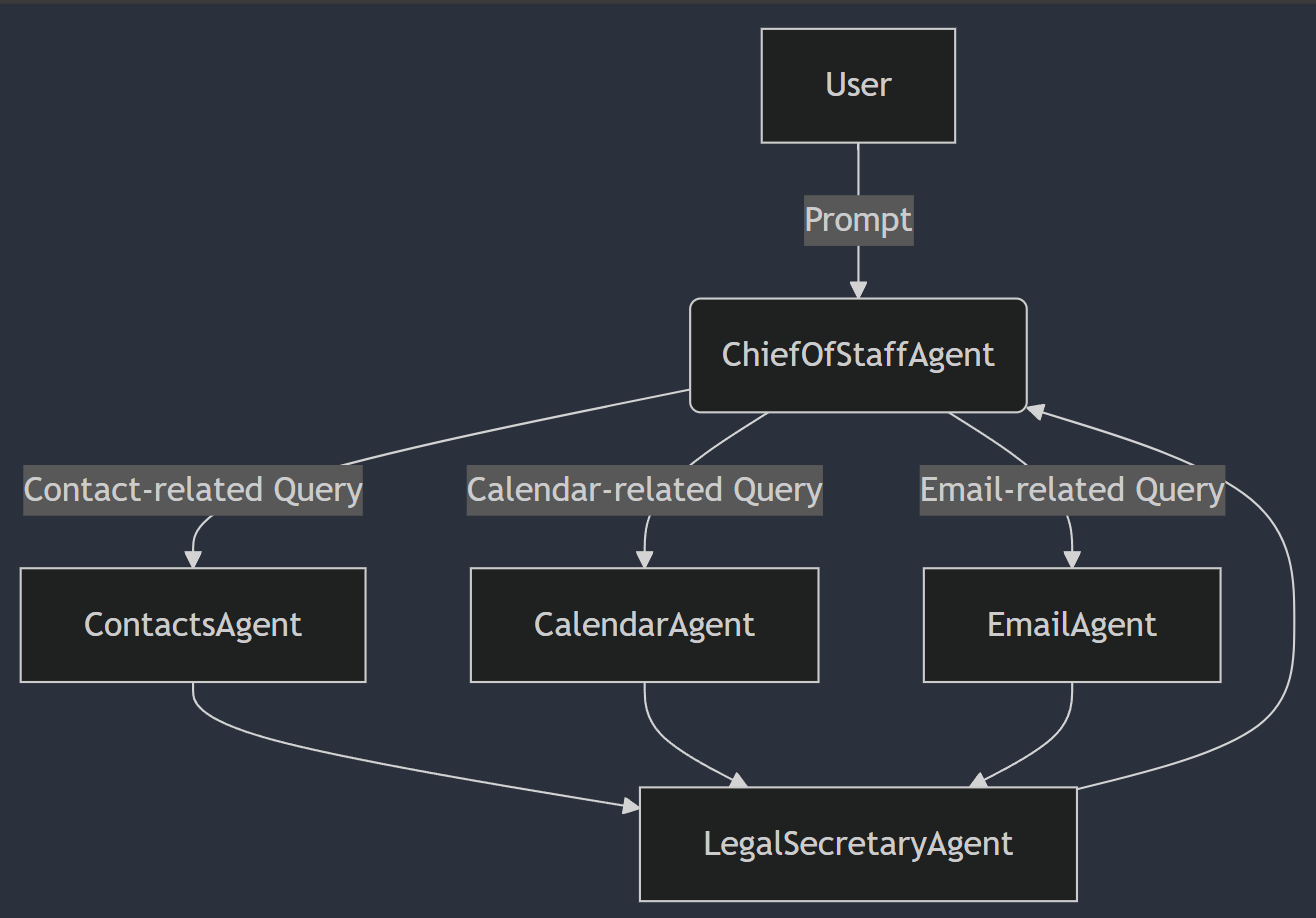 User
Prompt
ChiefOfStaffAgent
Contact-related Query
Calendar-related Query
Email-related Query
ContactsAgent
CalendarAgent
EmailAgent
LegalSecretaryAgent